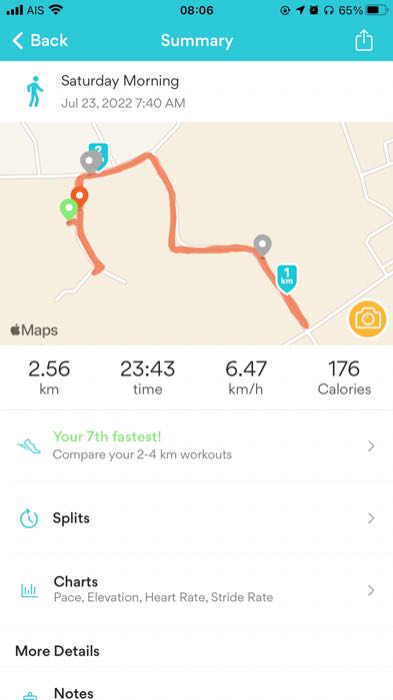 AIS 08:06 65%
Back Summary
Saturday Morning
Jul 23, 2022 7:40 AM
2
1
km
Maps
2.56 23:43 6.47 176
km time km/h Calories
Your 7th fastest!
Compare your 2-4 km workouts
Splits
Charts
Pace, Elevation, Heart Rate, Stride Rate
More Details
Notes